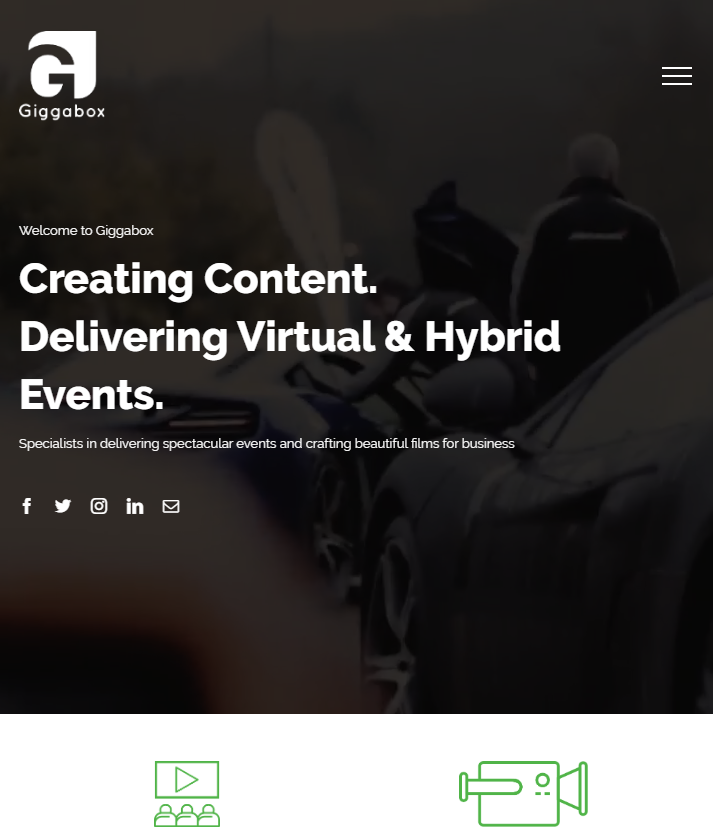 Giggabox
Welcome to Giggabox
Creating Content.
Delivering Virtual & Hybrid
Events.
Specialists in delivering spectacular events and crafting beautiful films for business